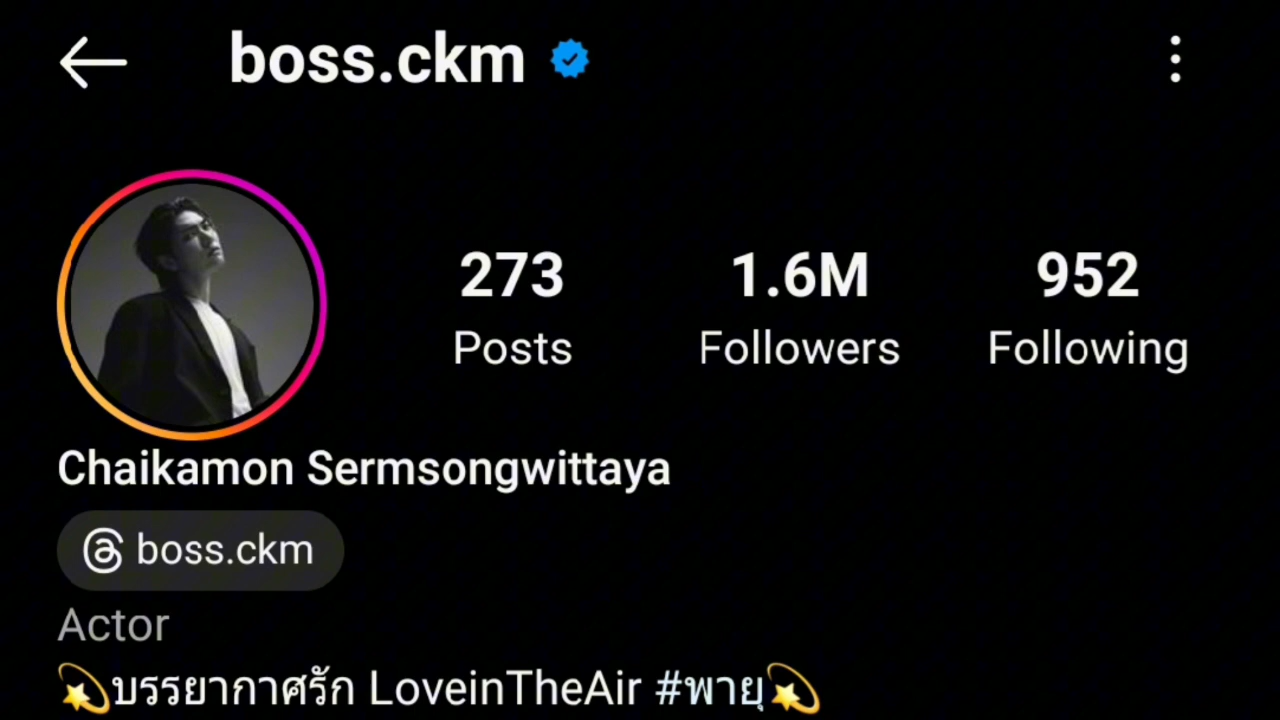 boss.ckm
273 1.6M 952
Posts Followers Following
Chaikamon Sermsongwittaya
boss.ckm
Actor
💫บรรยากาศรัก LoveinTheAir #พายุ💫